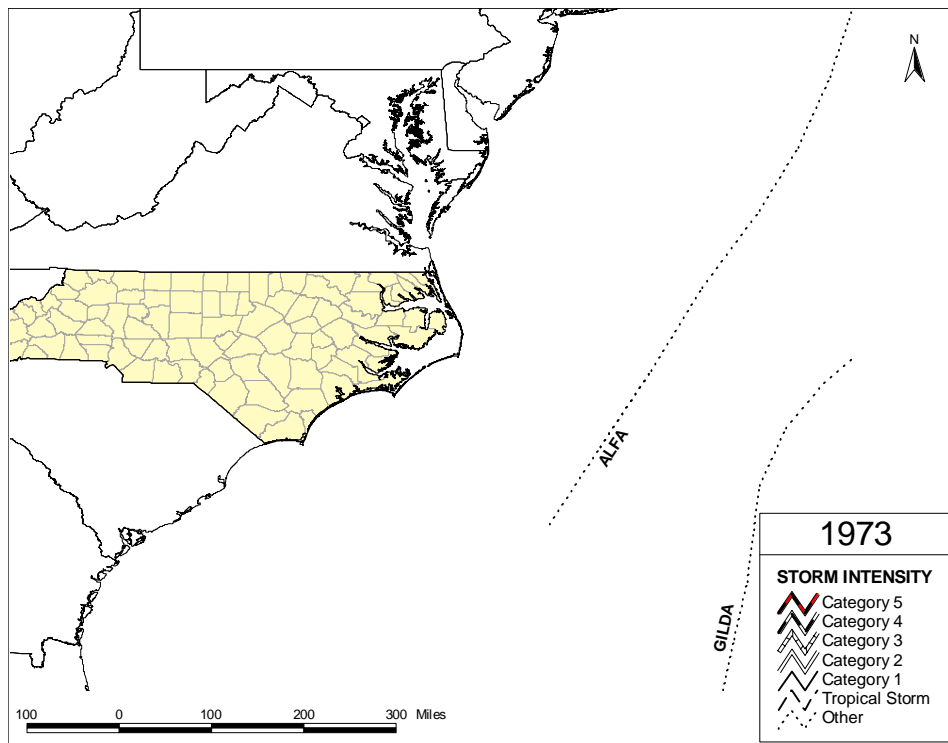 N
ALFA
GILDA
1973
STORM INTENSITY
Category 5
Category 4
Category 3
Category 2
Category 1
Tropical Storm
Other
100 0 100 200 300 Miles